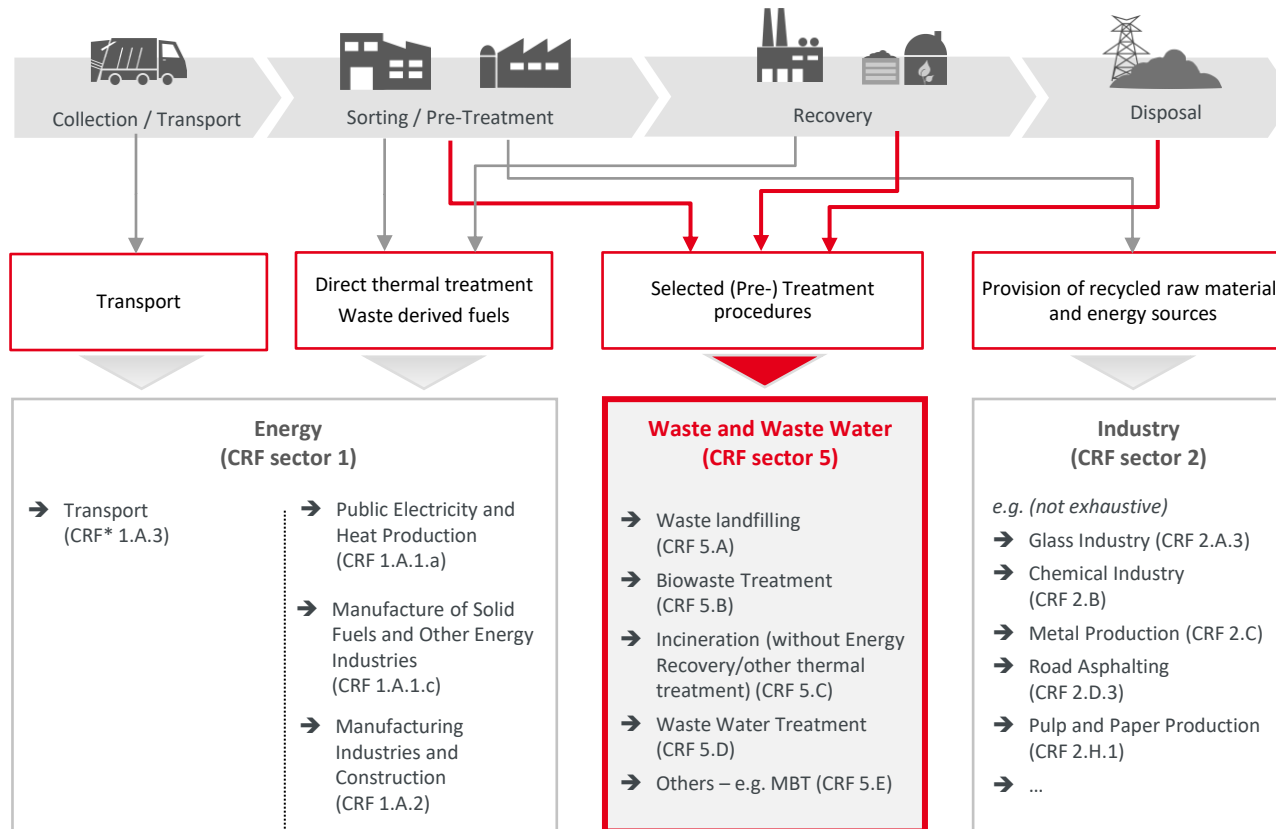 Collection / Transport
Sorting / Pre-Treatment
Recovery
Disposal
Transport
Direct thermal treatment
Waste derived fuels
Selected (Pre-) Treatment
procedures
Provision of recycled raw material
and energy sources
Energy
(CRF sector 1)
➔ Transport
(CRF* 1.A.3)
➔ Public Electricity and
Heat Production
(CRF 1.A.1.a)
➔ Manufacture of Solid
Fuels and Other Energy
Industries
(CRF 1.A.1.c)
➔ Manufacturing
Industries and
Construction
(CRF 1.A.2)
Waste and Waste Water
(CRF sector 5)
➔ Waste landfilling
(CRF 5.A)
➔ Biowaste Treatment
(CRF 5.B)
➔ Incineration (without Energy
Recovery/other thermal
treatment) (CRF 5.C)
➔ Waste Water Treatment
(CRF 5.D)
➔ Others – e.g. MBT (CRF 5.E)
Industry
(CRF sector 2)
e.g. (not exhaustive)
➔ Glass Industry (CRF 2.A.3)
➔ Chemical Industry
(CRF 2.B)
➔ Metal Production (CRF 2.C)
➔ Road Asphalting
(CRF 2.D.3)
➔ Pulp and Paper Production
(CRF 2.H.1)
➔ ...